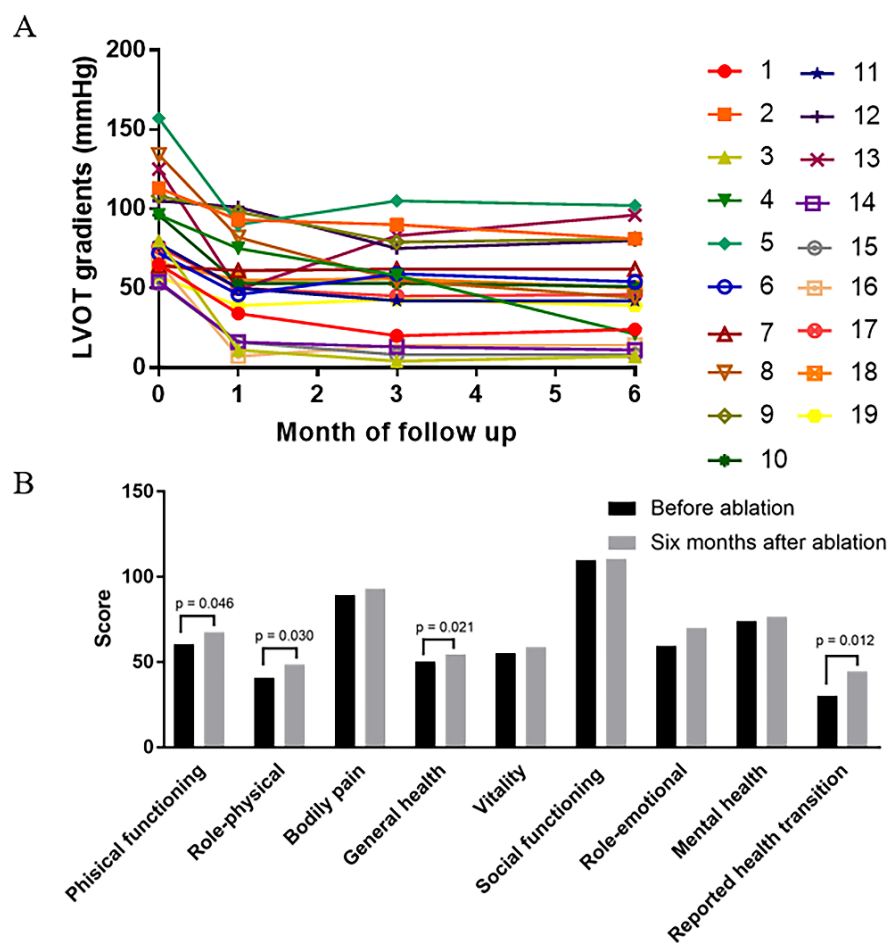 A
LVOT gradients (mmHg)
200
150
100
50
0
0 1 2 3 4 5 6
Month of follow up
1 11
2 12
3 13
4 14
5 15
6 16
7 17
8 18
9 19
10
B
Score
150
100
50
0
Before ablation
Six months after ablation
p = 0.046
p = 0.030
p = 0.021
p = 0.012
Phisical functioning
Role-physical
Bodily pain
General health
Vitality
Social functioning
Role-emotional
Mental health
Reported health transition